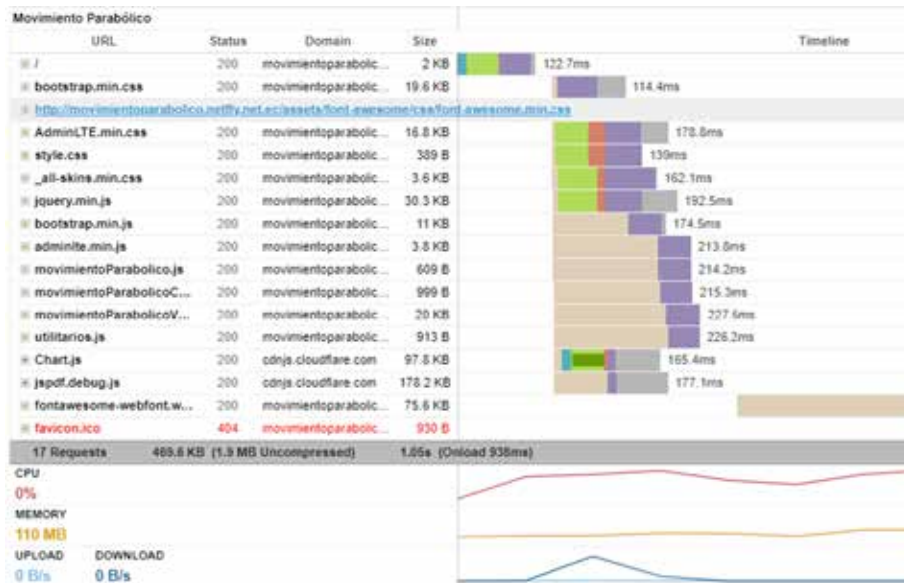 Movimiento Parabólico
URL Status Domain Size Timeline
/ 200 movimientoparabolic... 2 KB 122.7ms
bootstrap.min.css 200 movimientoparabolic... 19.6 KB 114.4ms
http://movimientoparabolico.netfly.net.ec/assets/font-awesome/css/font-awesome.min.css
AdminLTE.min.css 200 movimientoparabolic... 16.8 KB 178.8ms
style.css 200 movimientoparabolic... 389 B 139ms
_all-skins.min.css 200 movimientoparabolic... 3.6 KB 162.1ms
jquery.min.js 200 movimientoparabolic... 30.3 KB 192.5ms
bootstrap.min.js 200 movimientoparabolic... 11 KB 174.5ms
adminlte.min.js 200 movimientoparabolic... 3.8 KB 213.8ms
movimientoParabolico.js 200 movimientoparabolic... 609 B 214.2ms
movimientoParabolicoC... 200 movimientoparabolic... 999 B 215.3ms
movimientoParabolicoV... 200 movimientoparabolic... 20 KB 227.6ms
utilitarios.js 200 movimientoparabolic... 913 B 226.2ms
Chart.js 200 cdnjs.cloudflare.com 97.8 KB 165.4ms
jspdf.debug.js 200 cdnjs.cloudflare.com 178.2 KB 177.1ms
fontawesome-webfont.w... 200 movimientoparabolic... 75.6 KB
favicon.ico 404 movimientoparabolic... 930 B
17 Requests 469.6 KB (1.9 MB Uncompressed) 1.05s (Onload 938ms)
CPU
0%
MEMORY
110 MB
UPLOAD DOWNLOAD
0 B/s 0 B/s